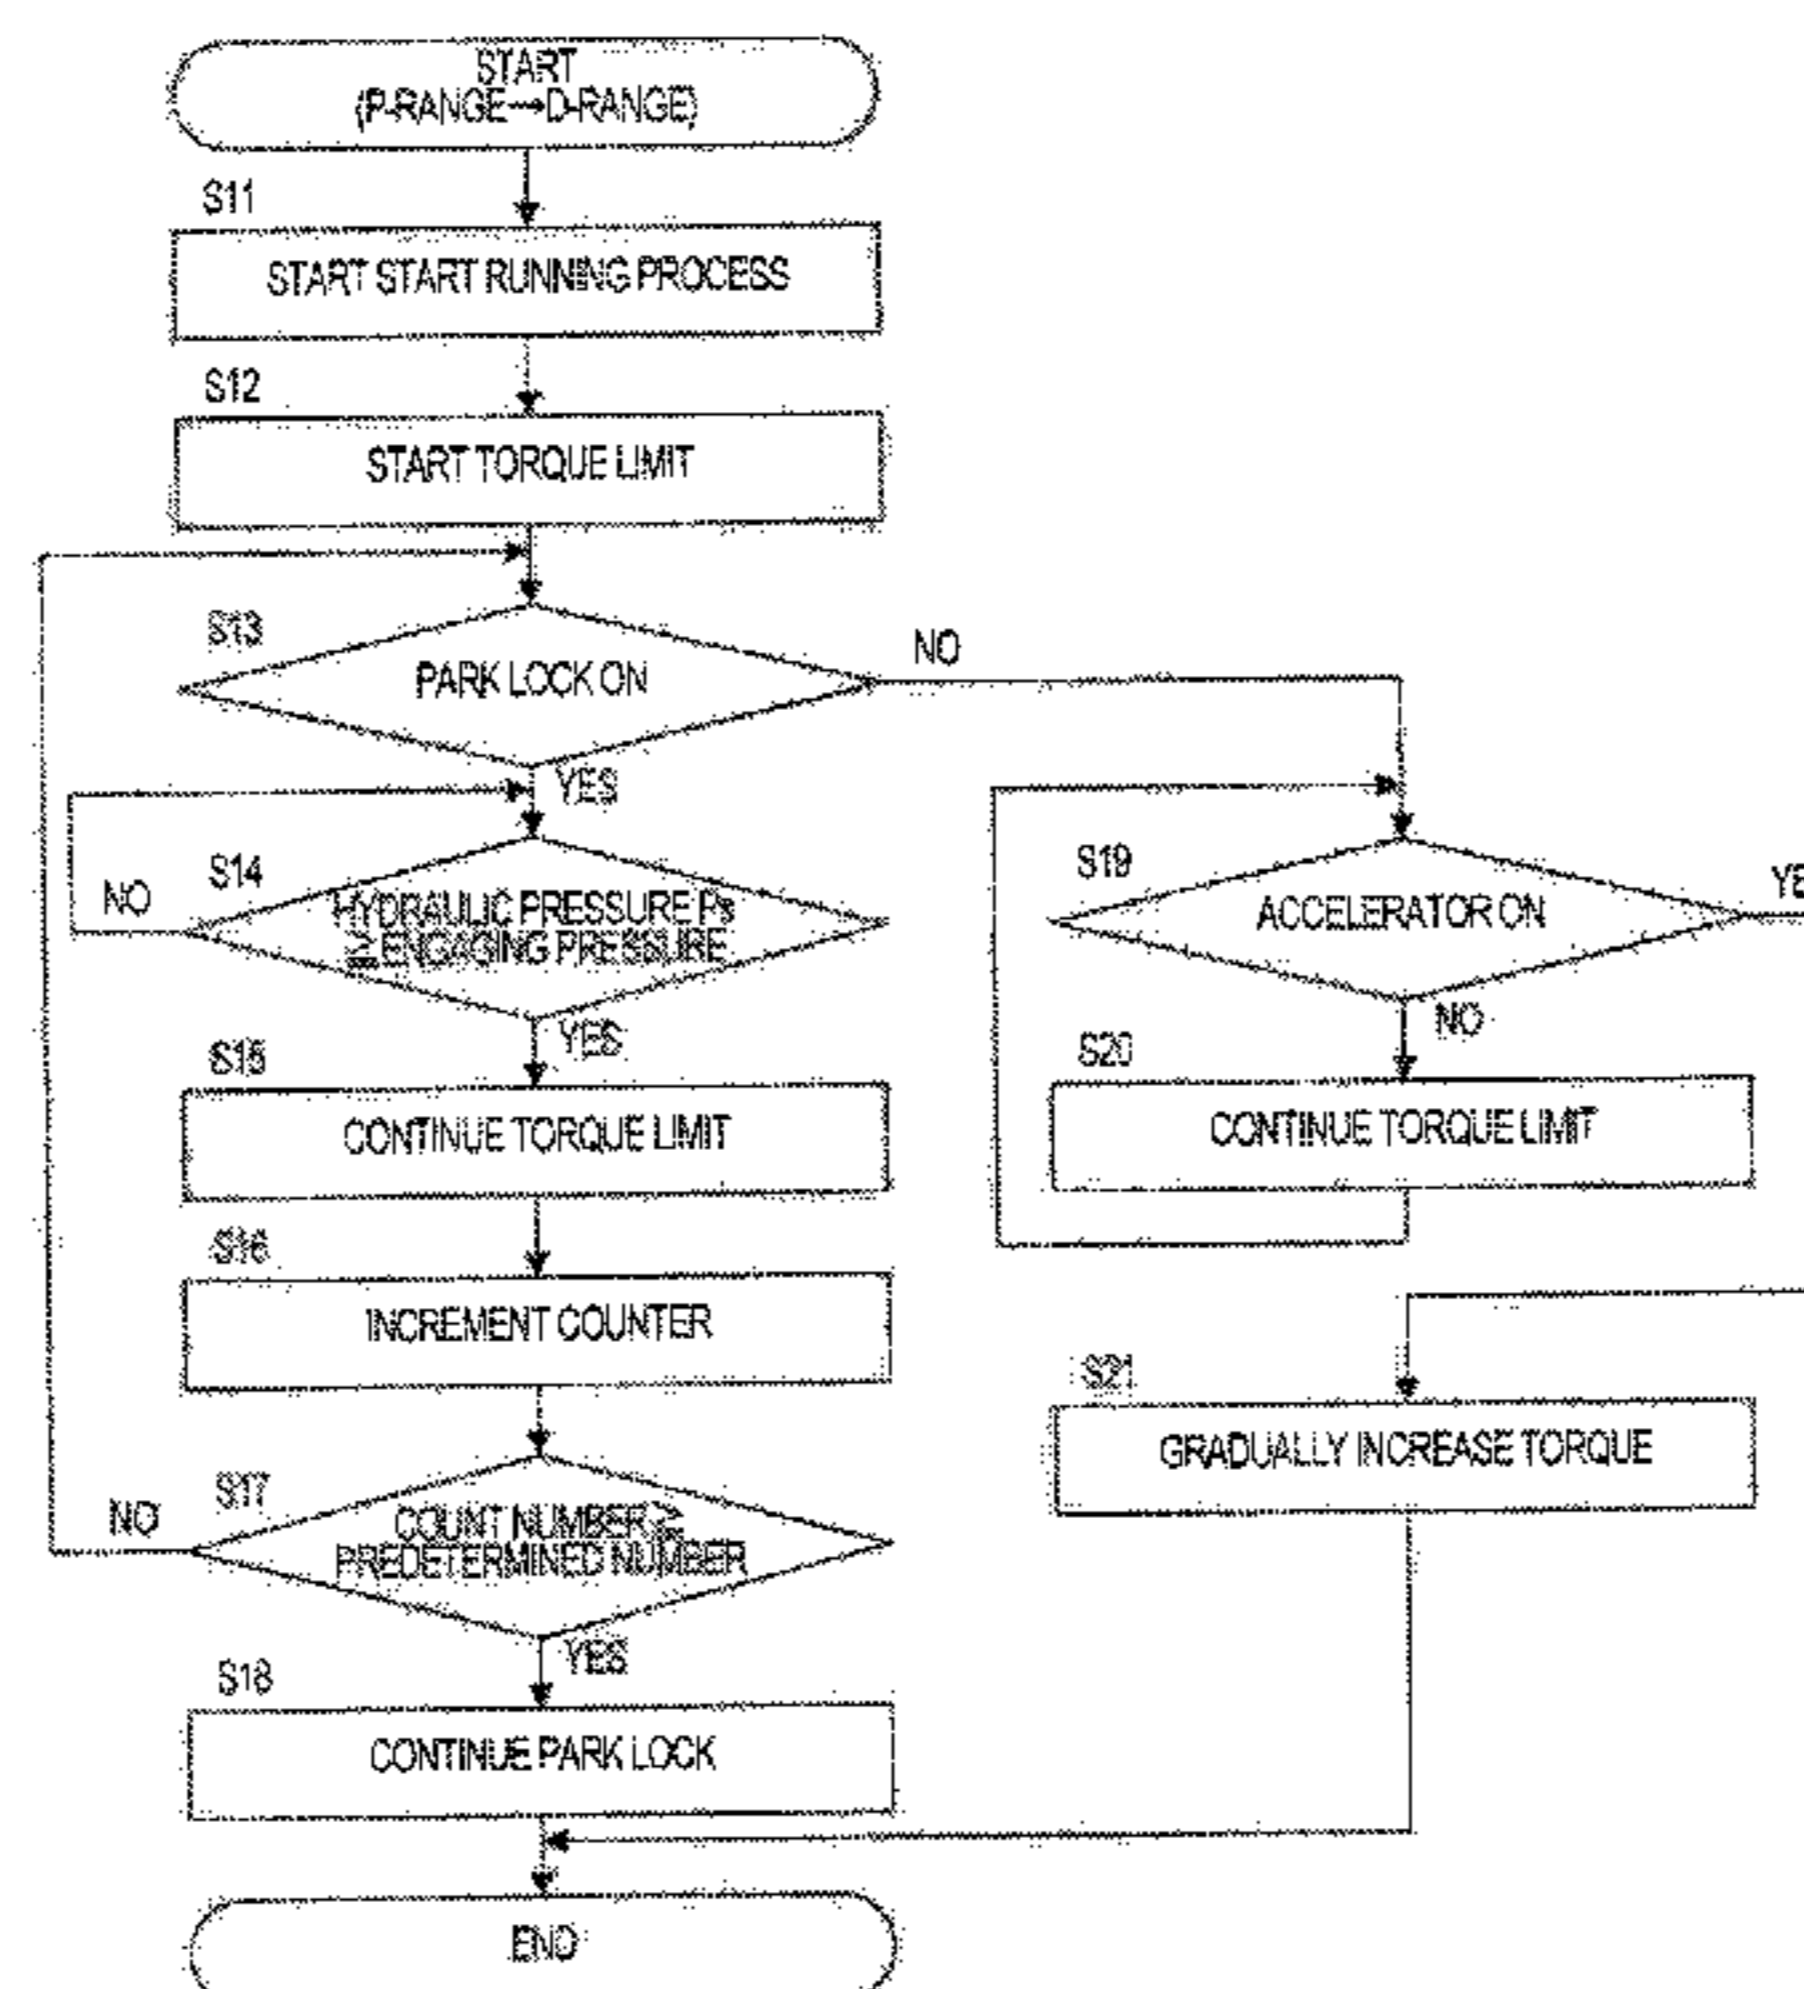 START
(P-RANGE→D-RANGE)
S11
START START RUNNING PROCESS
S12
START TORQUE LIMIT
S13
PARK LOCK ON
NO
YES
S14
NO
HYDRAULIC PRESSURE Ps
≧ENGAGING PRESSURE
YES
S15
CONTINUE TORQUE LIMIT
S16
INCREMENT COUNTER
S17
NO
COUNT NUMBER≧
PREDETERMINED NUMBER
YES
S18
CONTINUE PARK LOCK
END
S19
ACCELERATOR ON
NO
S20
CONTINUE TORQUE LIMIT
S21
GRADUALLY INCREASE TORQUE